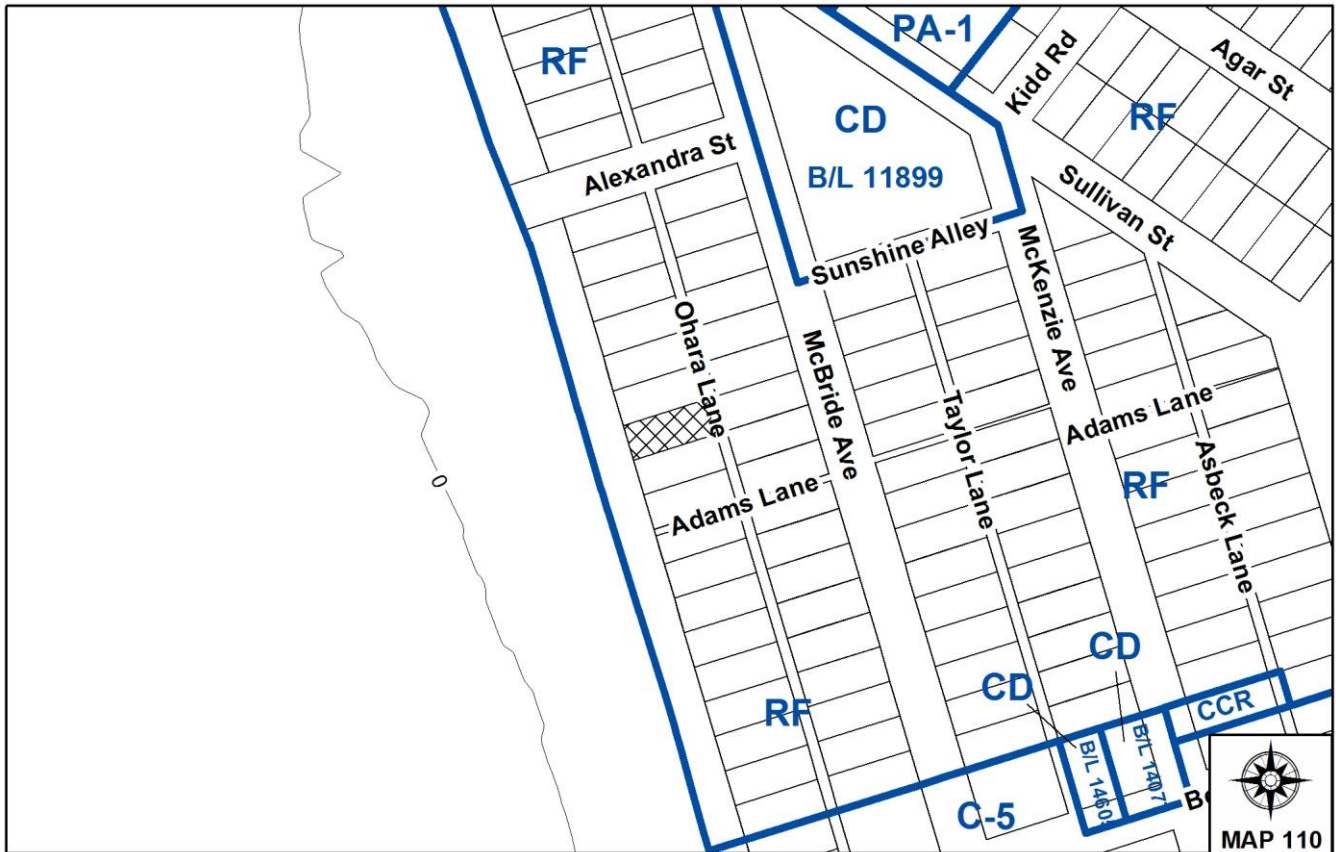 PA-1
RF
Agar St
Kidd Rd
CD
RF
B/L 11899
Alexandra St
Sullivan St
Sunshine Alley
McKenzie Ave
Ohara Lane
McBride Ave
Taylor Lane
Adams Lane
Asbeck Lane
0
RF
Adams Lane
CD
CD
RF
CCR
B/L 1407
B/L 1460
C-5
MAP 110